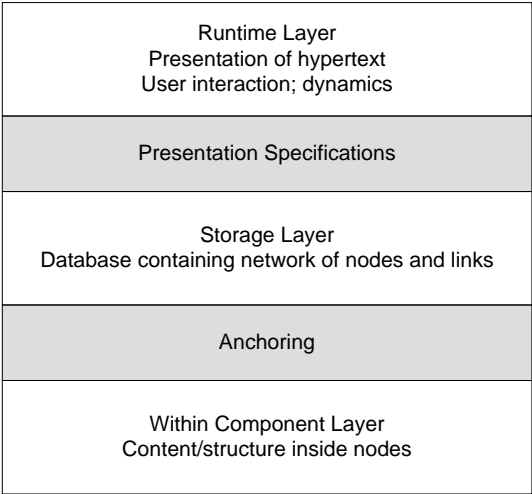 Runtime Layer
Presentation of hypertext
User interaction; dynamics
Presentation Specifications
Storage Layer
Database containing network of nodes and links
Anchoring
Within Component Layer
Content/structure inside nodes